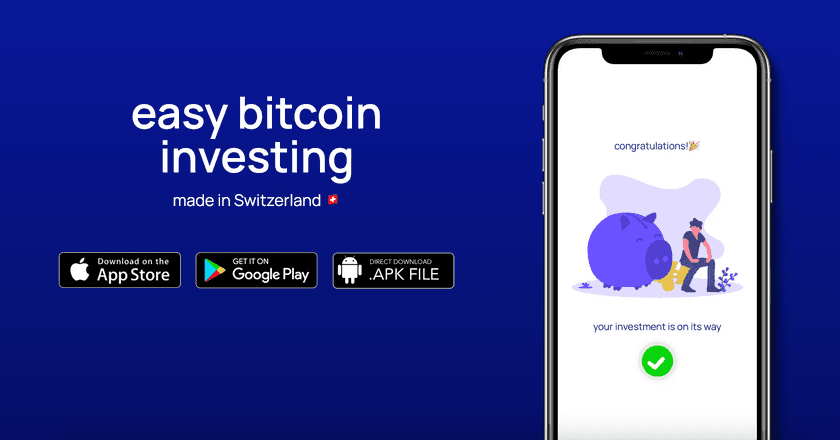 easy bitcoin
investing
made in Switzerland 🇨🇭
Download on the
App Store
GET IT ON
Google Play
DIRECT DOWNLOAD
.APK FILE
congratulations!🎉
your investment is on its way